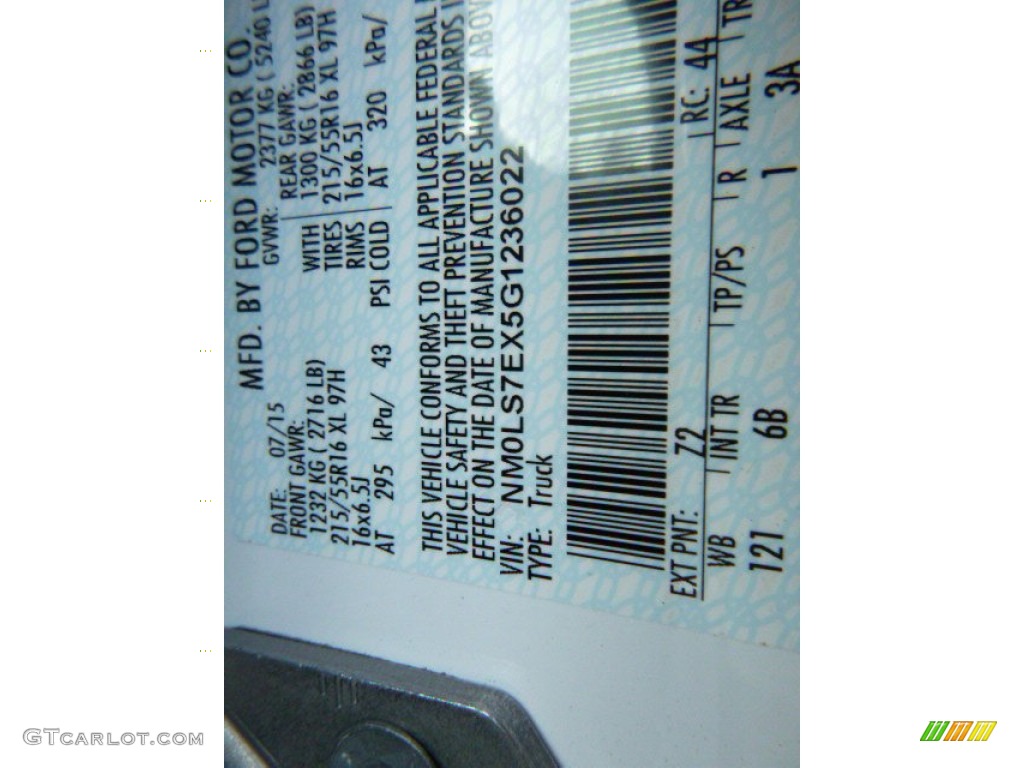 MFD. BY FORD MOTOR CO.
DATE: 07/15 GVWR: 2377 KG ( 5240 L
FRONT GAWR: REAR GAWR:
1232 KG ( 2716 LB) WITH 1300 KG ( 2866 LB)
215/55R16 XL 97H TIRES 215/55R16 XL 97H
16x6.5J RIMS 16x6.5J
AT 295 kPa/ 43 PSI COLD AT 320 kPa/
THIS VEHICLE CONFORMS TO ALL APPLICABLE FEDERAL
VEHICLE SAFETY AND THEFT PREVENTION STANDARDS
EFFECT ON THE DATE OF MANUFACTURE SHOWN ABOV
VIN: NM0LS7EX5G1236022
TYPE: Truck
EXT PNT: Z2 RC: 44
WB INT TR TP/PS R AXLE TR
121 6B 1 3A
GTCARLOT.COM